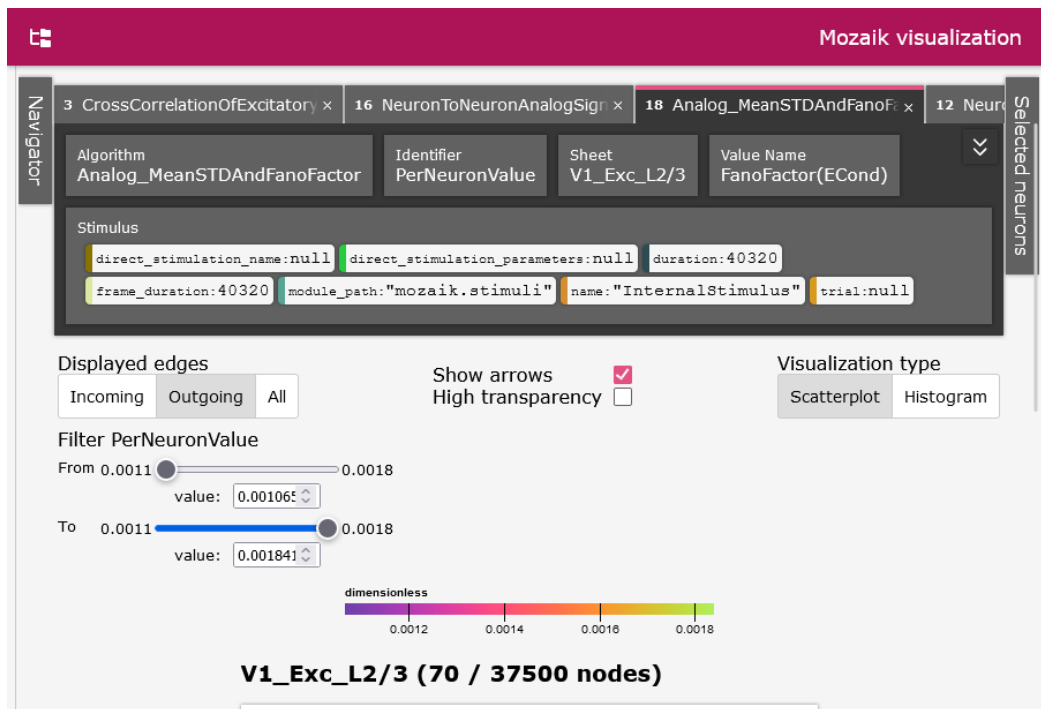 Mozaik visualization
Navigator
3 CrossCorrelationOfExcitatory ×
16 NeuronToNeuronAnalogSign ×
18 Analog_MeanSTDAndFanoFa ×
12 Neuro
Selected neurons
Algorithm
Analog_MeanSTDAndFanoFactor
Identifier
PerNeuronValue
Sheet
V1_Exc_L2/3
Value Name
FanoFactor(ECond)
Stimulus
direct_stimulation_name:null direct_stimulation_parameters:null duration:40320
frame_duration:40320 module_path:"mozaik.stimuli" name:"InternalStimulus" trial:null
Displayed edges
Incoming Outgoing All
Show arrows
High transparency
Visualization type
Scatterplot Histogram
Filter PerNeuronValue
From 0.0011 0.0018
value: 0.001065
To 0.0011 0.0018
value: 0.001841
dimensionless
0.0012 0.0014 0.0016 0.0018
V1_Exc_L2/3 (70 / 37500 nodes)